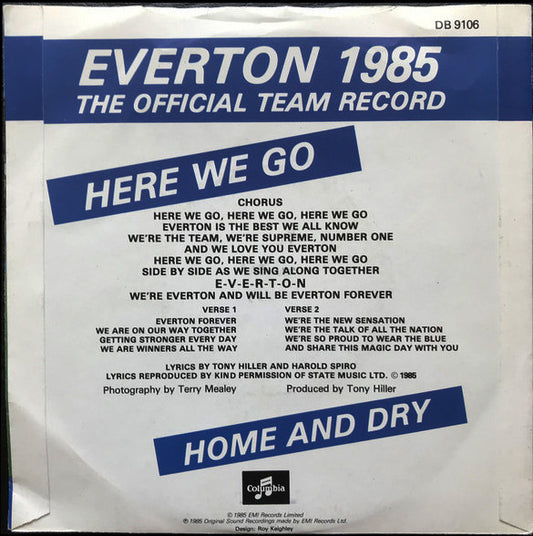 DB 9106
EVERTON 1985
THE OFFICIAL TEAM RECORD
HERE WE GO
CHORUS
HERE WE GO, HERE WE GO, HERE WE GO
EVERTON IS THE BEST WE ALL KNOW
WE'RE THE TEAM, WE'RE SUPREME, NUMBER ONE
AND WE LOVE YOU EVERTON
HERE WE GO, HERE WE GO, HERE WE GO
SIDE BY SIDE AS WE SING ALONG TOGETHER
E-V-E-R-T-O-N
WE'RE EVERTON AND WILL BE EVERTON FOREVER
VERSE 1
EVERTON FOREVER
WE ARE ON OUR WAY TOGETHER
GETTING STRONGER EVERY DAY
WE ARE WINNERS ALL THE WAY
VERSE 2
WE'RE THE NEW SENSATION
WE'RE THE TALK OF ALL THE NATION
WE'RE SO PROUD TO WEAR THE BLUE
AND SHARE THIS MAGIC DAY WITH YOU
LYRICS BY TONY HILLER AND HAROLD SPIRO
LYRICS REPRODUCED BY KIND PERMISSION OF STATE MUSIC LTD. © 1985
Photography by Terry Mealey Produced by Tony Hiller
HOME AND DRY
Columbia
© 1985 EMI Records Limited
℗ 1985 Original Sound Recordings made by EMI Records Ltd.
Design: Roy Keighley